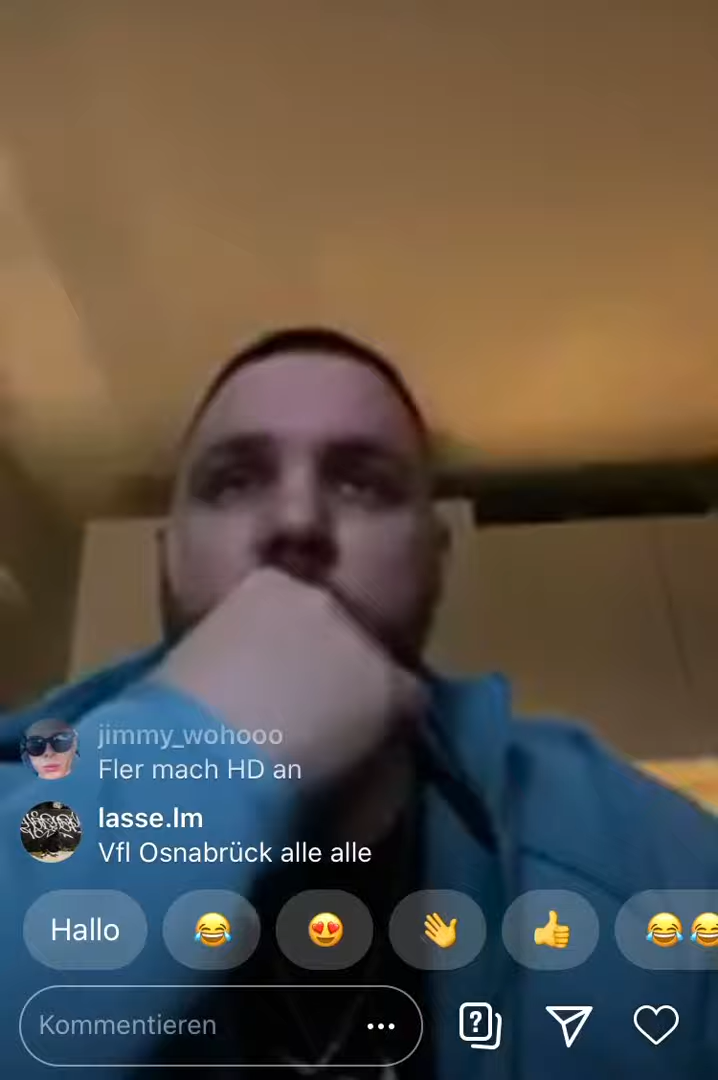 jimmy_wohooo
Fler mach HD an
lasse.lm
Vfl Osnabrück alle alle
Hallo
Kommentieren